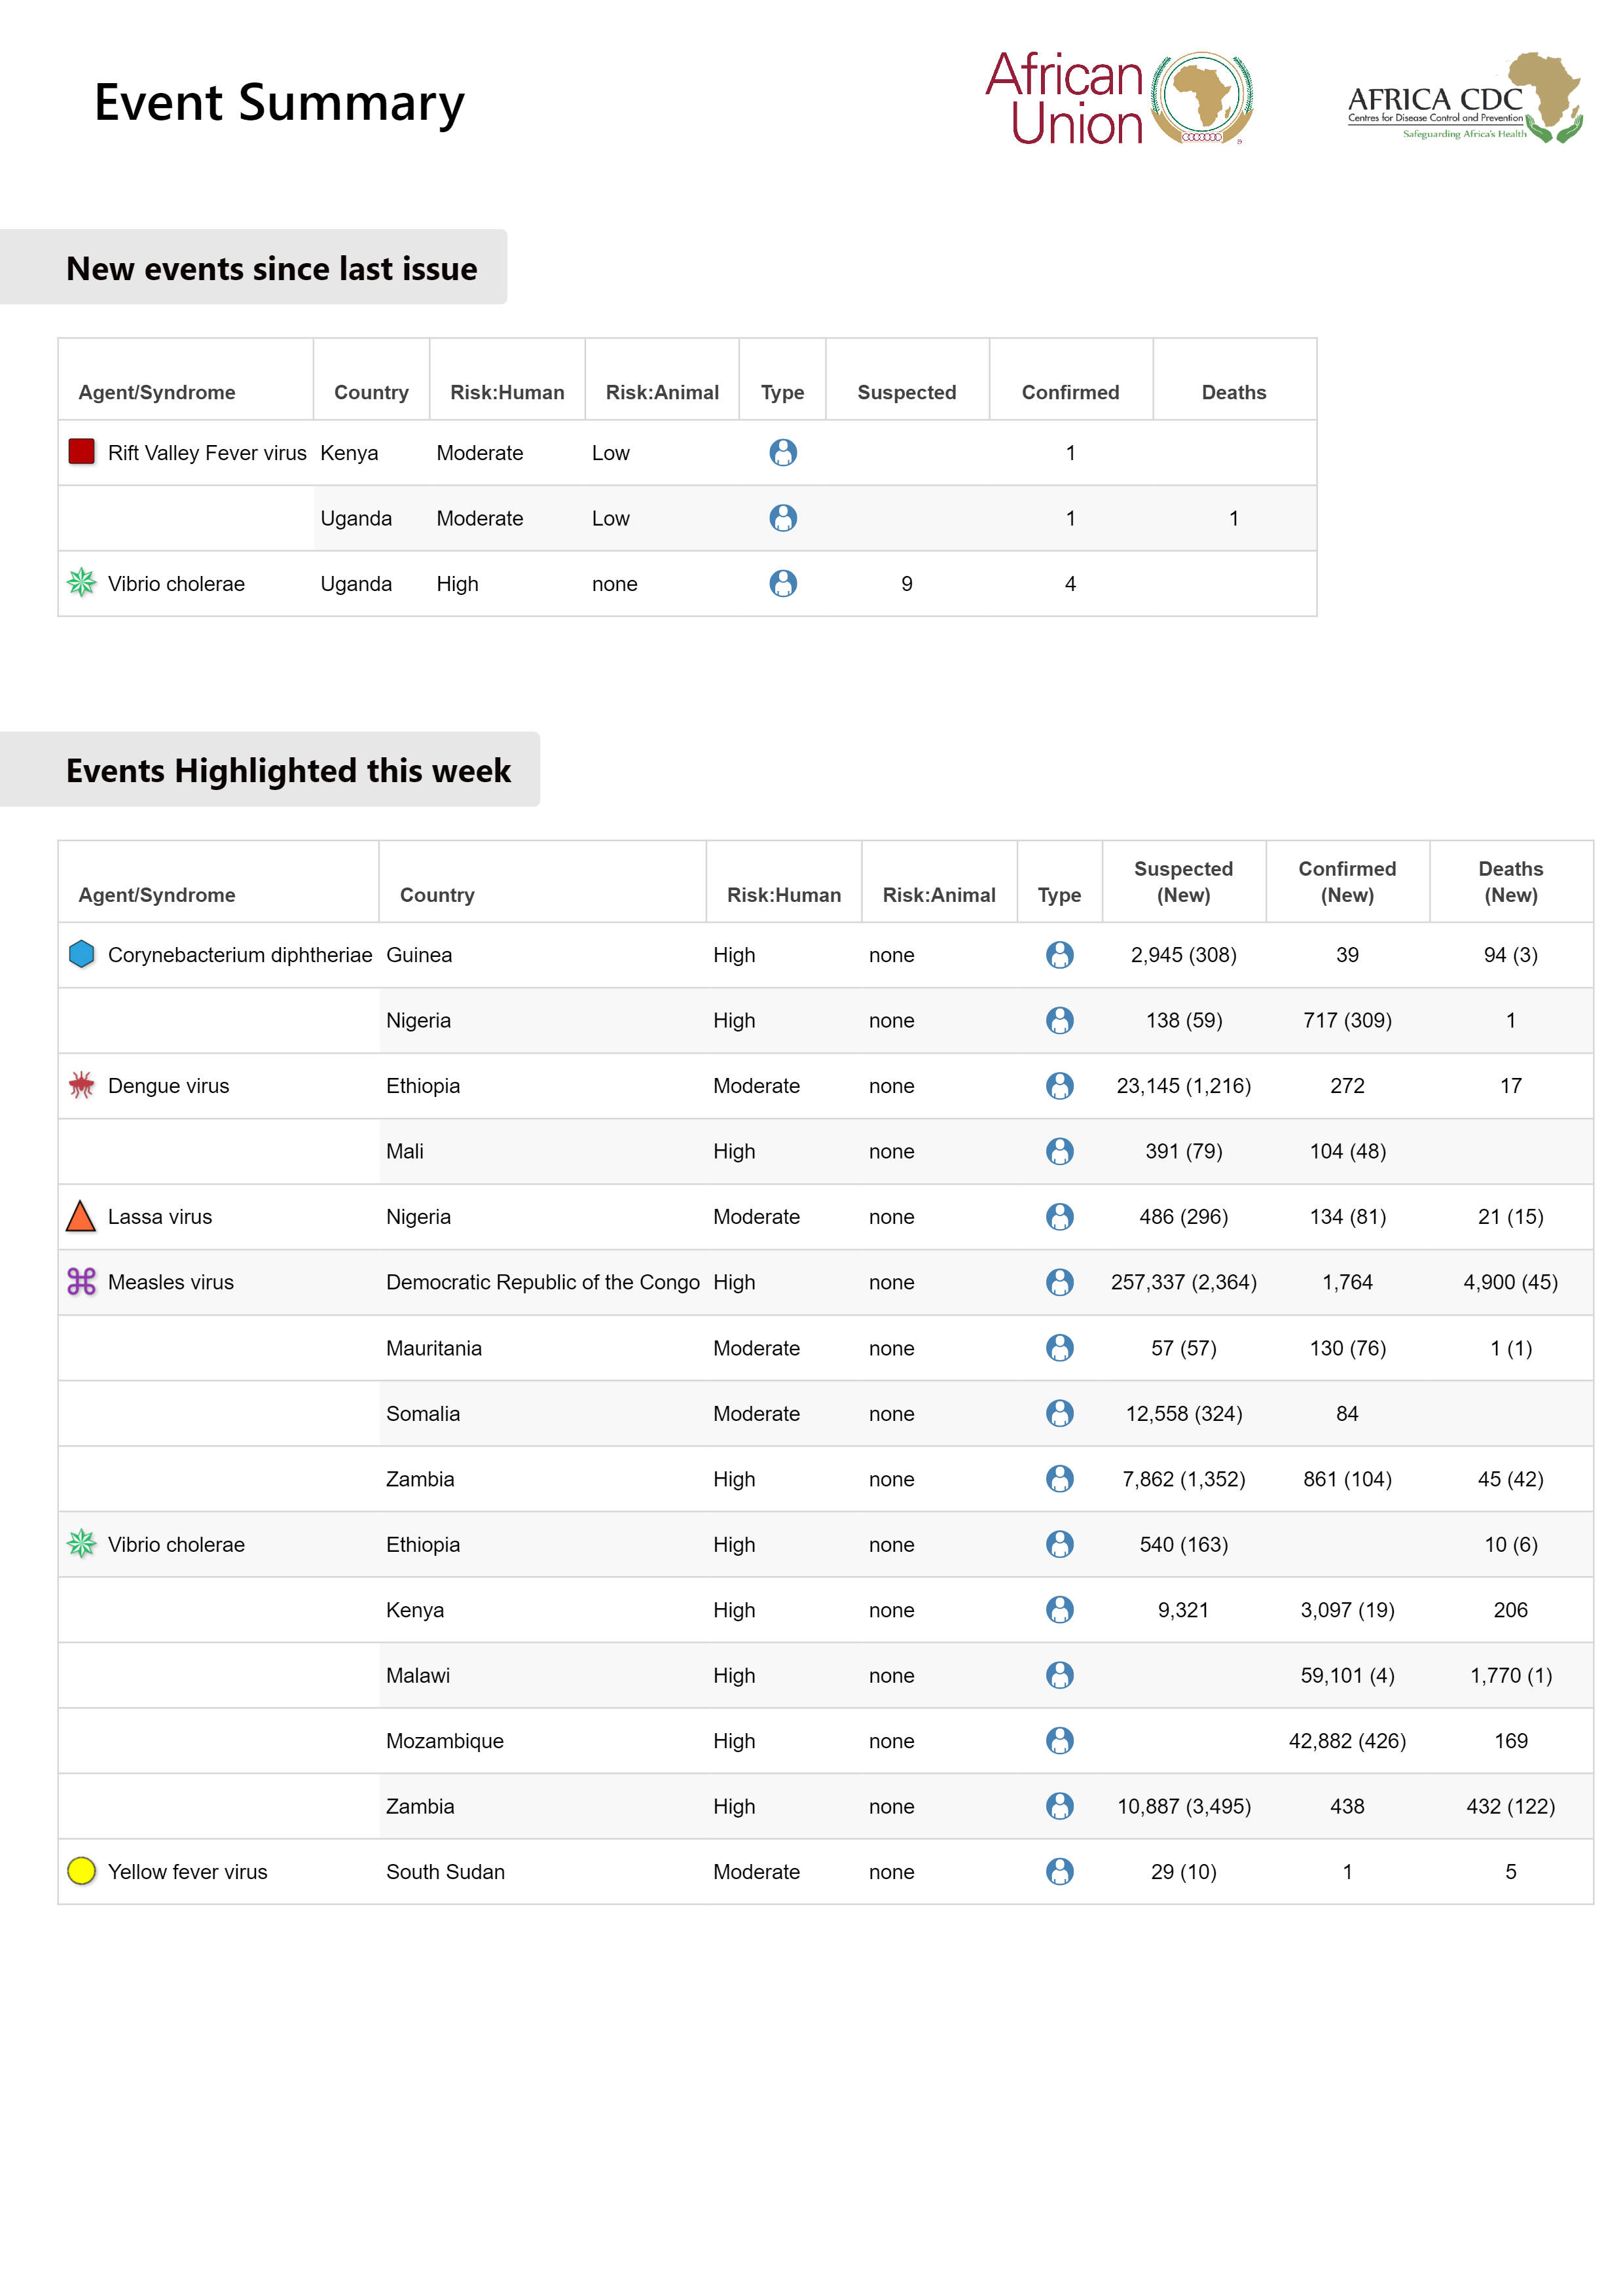 Event Summary
African
Union
AFRICA CDC
Centres for Disease Control and Prevention
Safeguarding Africa's Health
New events since last issue
Agent/Syndrome Country Risk:Human Risk:Animal Type Suspected Confirmed Deaths
Rift Valley Fever virus Kenya Moderate Low 1
Uganda Moderate Low 1 1
Vibrio cholerae Uganda High none 9 4
Events Highlighted this week
Agent/Syndrome Country Risk:Human Risk:Animal Type Suspected (New) Confirmed (New) Deaths (New)
Corynebacterium diphtheriae Guinea High none 2,945 (308) 39 94 (3)
Nigeria High none 138 (59) 717 (309) 1
Dengue virus Ethiopia Moderate none 23,145 (1,216) 272 17
Mali High none 391 (79) 104 (48)
Lassa virus Nigeria Moderate none 486 (296) 134 (81) 21 (15)
Measles virus Democratic Republic of the Congo High none 257,337 (2,364) 1,764 4,900 (45)
Mauritania Moderate none 57 (57) 130 (76) 1 (1)
Somalia Moderate none 12,558 (324) 84
Zambia High none 7,862 (1,352) 861 (104) 45 (42)
Vibrio cholerae Ethiopia High none 540 (163) 10 (6)
Kenya High none 9,321 3,097 (19) 206
Malawi High none 59,101 (4) 1,770 (1)
Mozambique High none 42,882 (426) 169
Zambia High none 10,887 (3,495) 438 432 (122)
Yellow fever virus South Sudan Moderate none 29 (10) 1 5